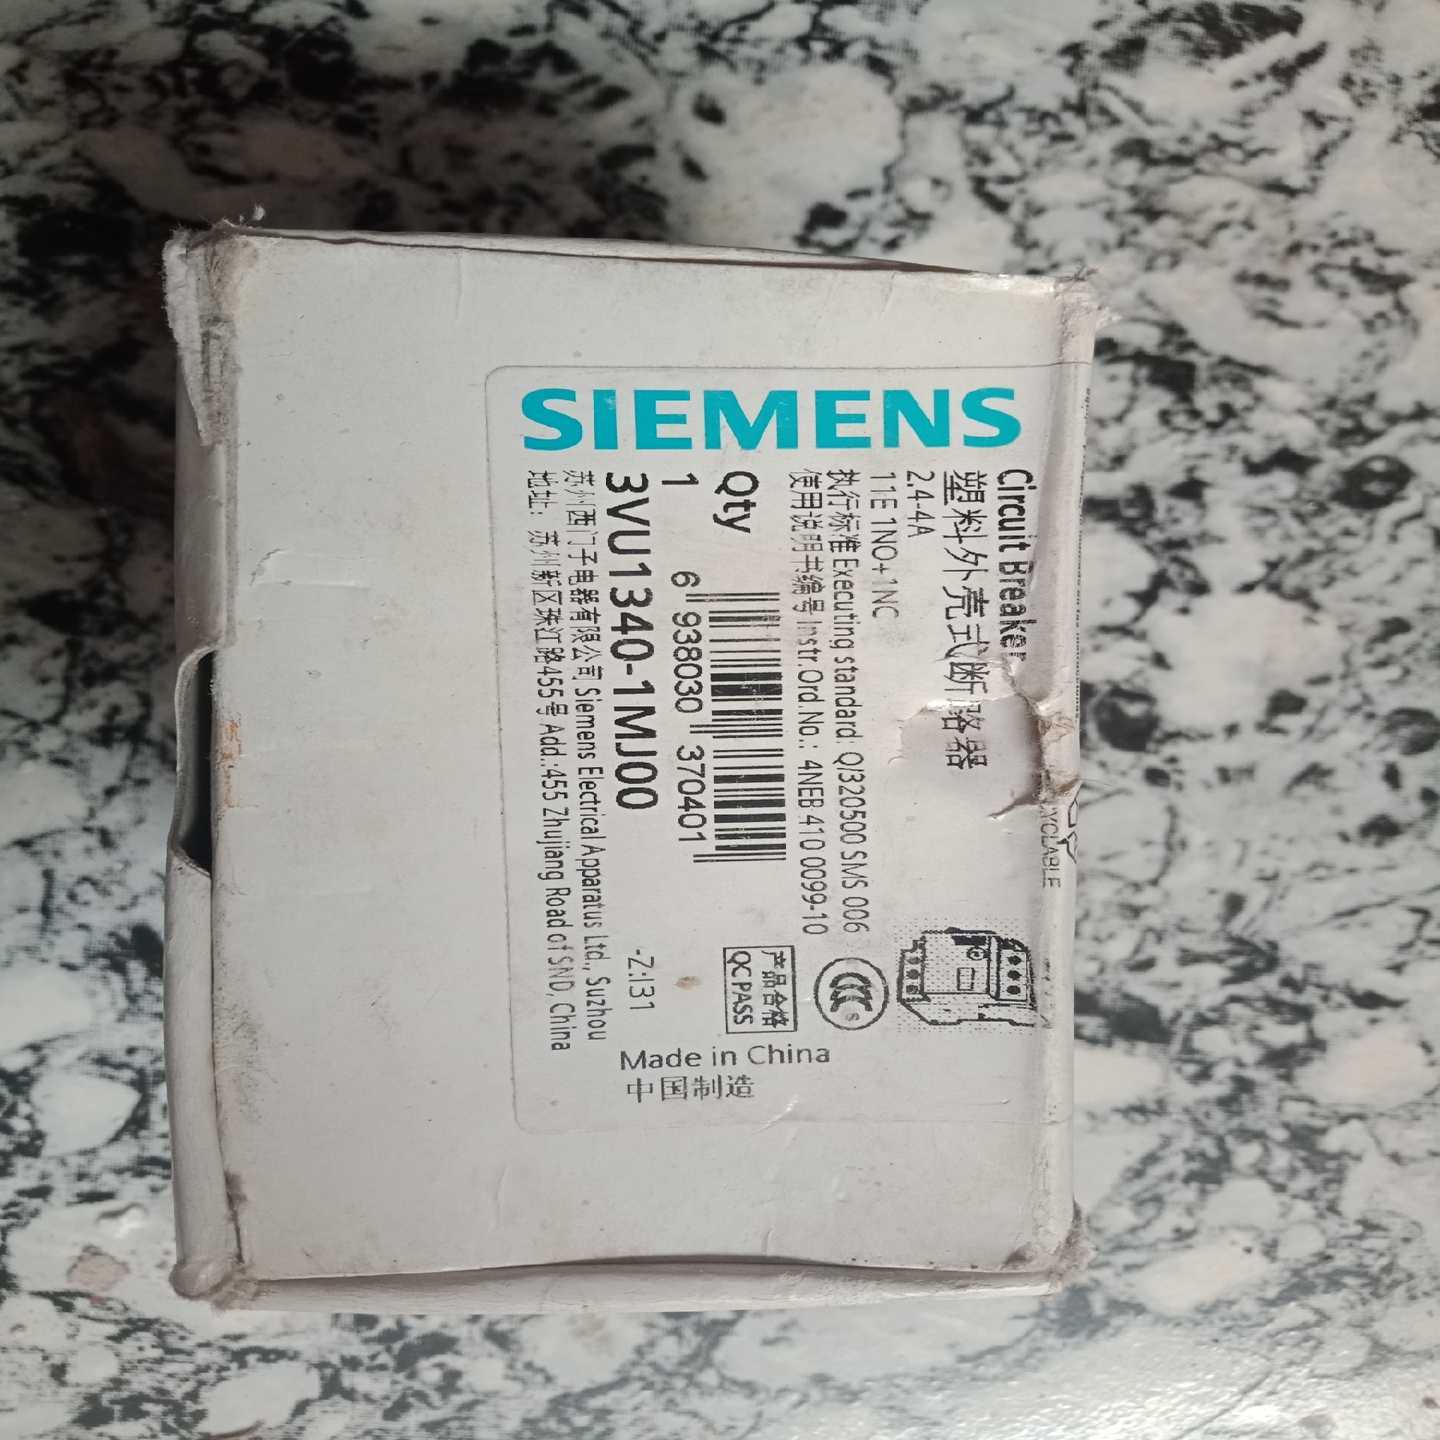 SIEMENS
Circuit Breaker
塑料外壳式断路器
2,4-4A
11E 1NO+1NC
执行标准 Executing standard: Q/320500 SMS 006
使用说明书编号 Instr. Ord.No.: 4NEB 410 0099-10
Qty
1
6 938030 370401
产品合格
QC PASS
3VU1340-1MJ00
-Z:I31
苏州西门子电器有限公司 Siemens Electrical Apparatus Ltd., Suzhou
地址: 苏州新区珠江路455号 Add.:455 Zhujiang Road of SND, China
Made in China
中国制造
CCC
S